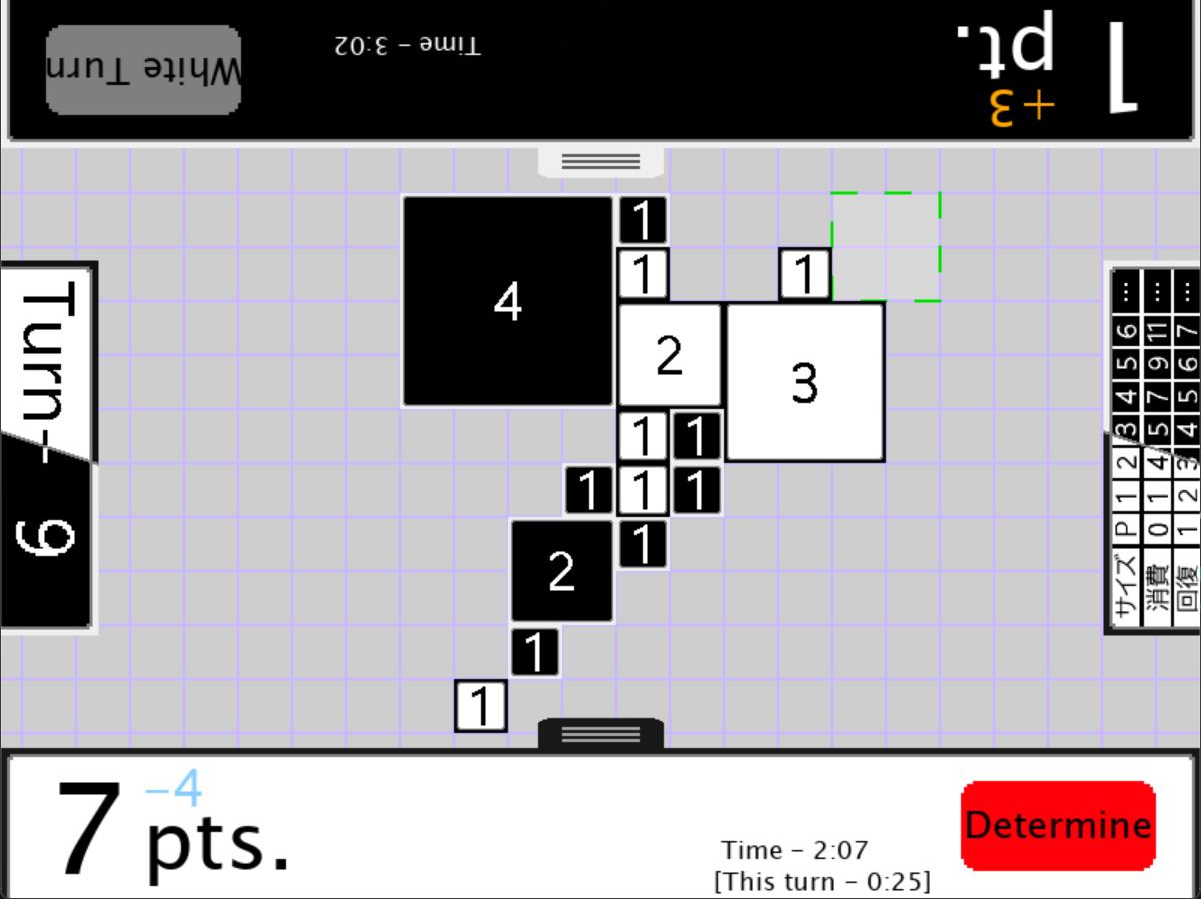 1 pt.
+3
Time – 3:02
White Turn
Turn– 9
4
1
1
1
2
3
1
1
1
1
1
2
1
1
1
サイズ P 1 2 3 4 5 6 …
消費 0 1 4 5 7 9 11 …
回復 1 2 3 4 5 6 7 …
7 pts.
−4
Time – 2:07
[This turn – 0:25]
Determine